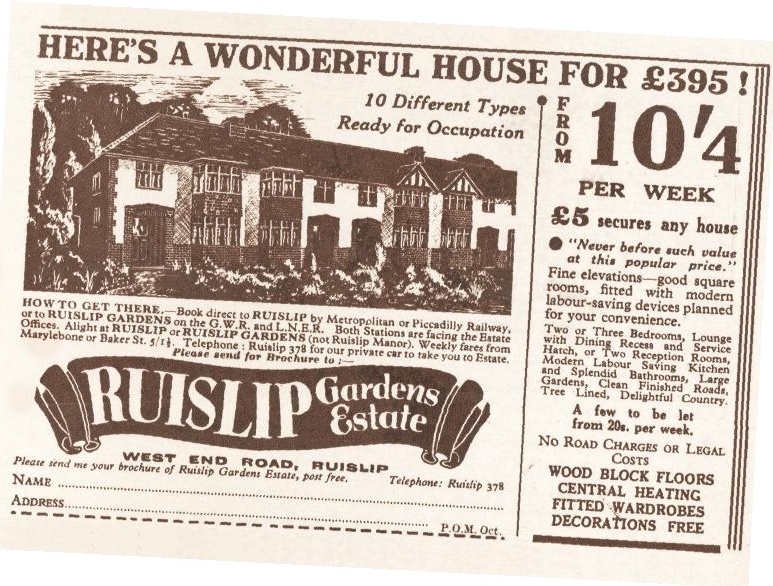 HERE'S A WONDERFUL HOUSE FOR £395 !
10 Different Types
Ready for Occupation
HOW TO GET THERE.—Book direct to RUISLIP by Metropolitan or Piccadilly Railway,
or to RUISLIP GARDENS on the G.W.R. and L.N.E.R. Both Stations are facing the Estate
Offices. Alight at RUISLIP or RUISLIP GARDENS (not Ruislip Manor). Weekly fares from
Marylebone or Baker St. 5/1½. Telephone : Ruislip 378 for our private car to take you to Estate.
Please send for Brochure to :—
RUISLIP Gardens
Estate
WEST END ROAD, RUISLIP
Please send me your brochure of Ruislip Gardens Estate, post free. Telephone: Ruislip 378
NAME
ADDRESS
P.O.M. Oct.
FROM 10'/4
PER WEEK
£5 secures any house
● "Never before such value
at this popular price."
Fine elevations—good square
rooms, fitted with modern
labour-saving devices planned
for your convenience.
Two or Three Bedrooms, Lounge
with Dining Recess and Service
Hatch, or Two Reception Rooms,
Modern Labour Saving Kitchen
and Splendid Bathrooms, Large
Gardens, Clean Finished Roads,
Tree Lined, Delightful Country.
A few to be let
from 20s. per week.
NO ROAD CHARGES OR LEGAL
COSTS
WOOD BLOCK FLOORS
CENTRAL HEATING
FITTED WARDROBES
DECORATIONS FREE